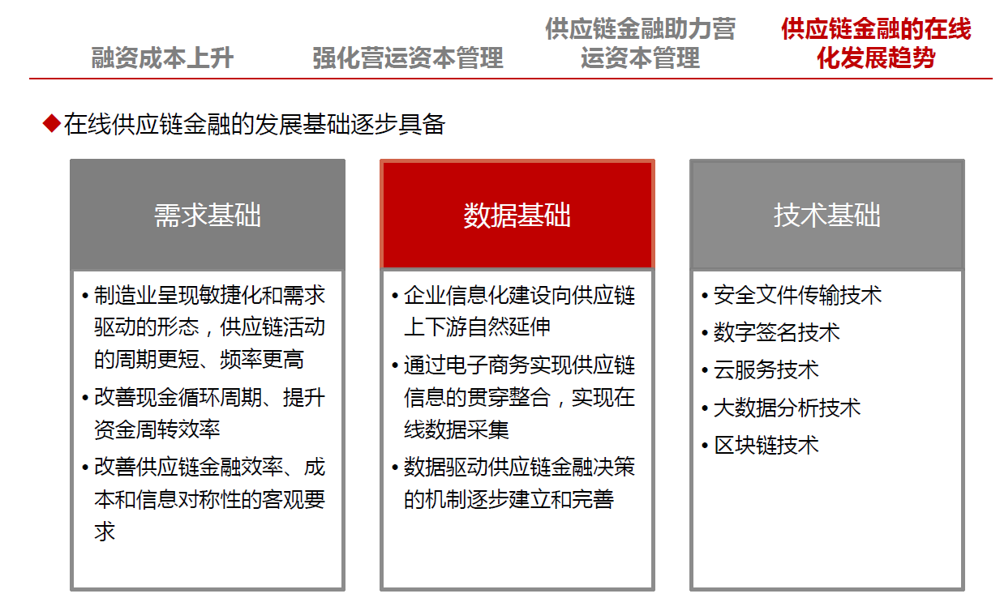 融资成本上升
强化营运资本管理
供应链金融助力营
运资本管理
供应链金融的在线
化发展趋势
◆在线供应链金融的发展基础逐步具备
需求基础
• 制造业呈现敏捷化和需求
驱动的形态，供应链活动
的周期更短、频率更高
• 改善现金循环周期、提升
资金周转效率
• 改善供应链金融效率、成
本和信息对称性的客观要
求
数据基础
• 企业信息化建设向供应链
上下游自然延伸
• 通过电子商务实现供应链
信息的贯穿整合，实现在
线数据采集
• 数据驱动供应链金融决策
的机制逐步建立和完善
技术基础
• 安全文件传输技术
• 数字签名技术
• 云服务技术
• 大数据分析技术
• 区块链技术